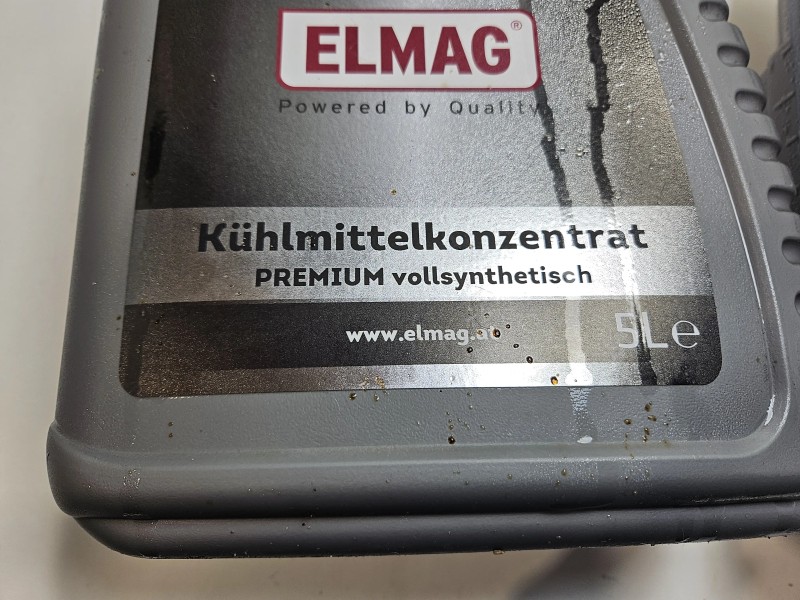 ELMAG®
Powered by Quality
Kühlmittelkonzentrat
PREMIUM vollsynthetisch
www.elmag.at
5L℮